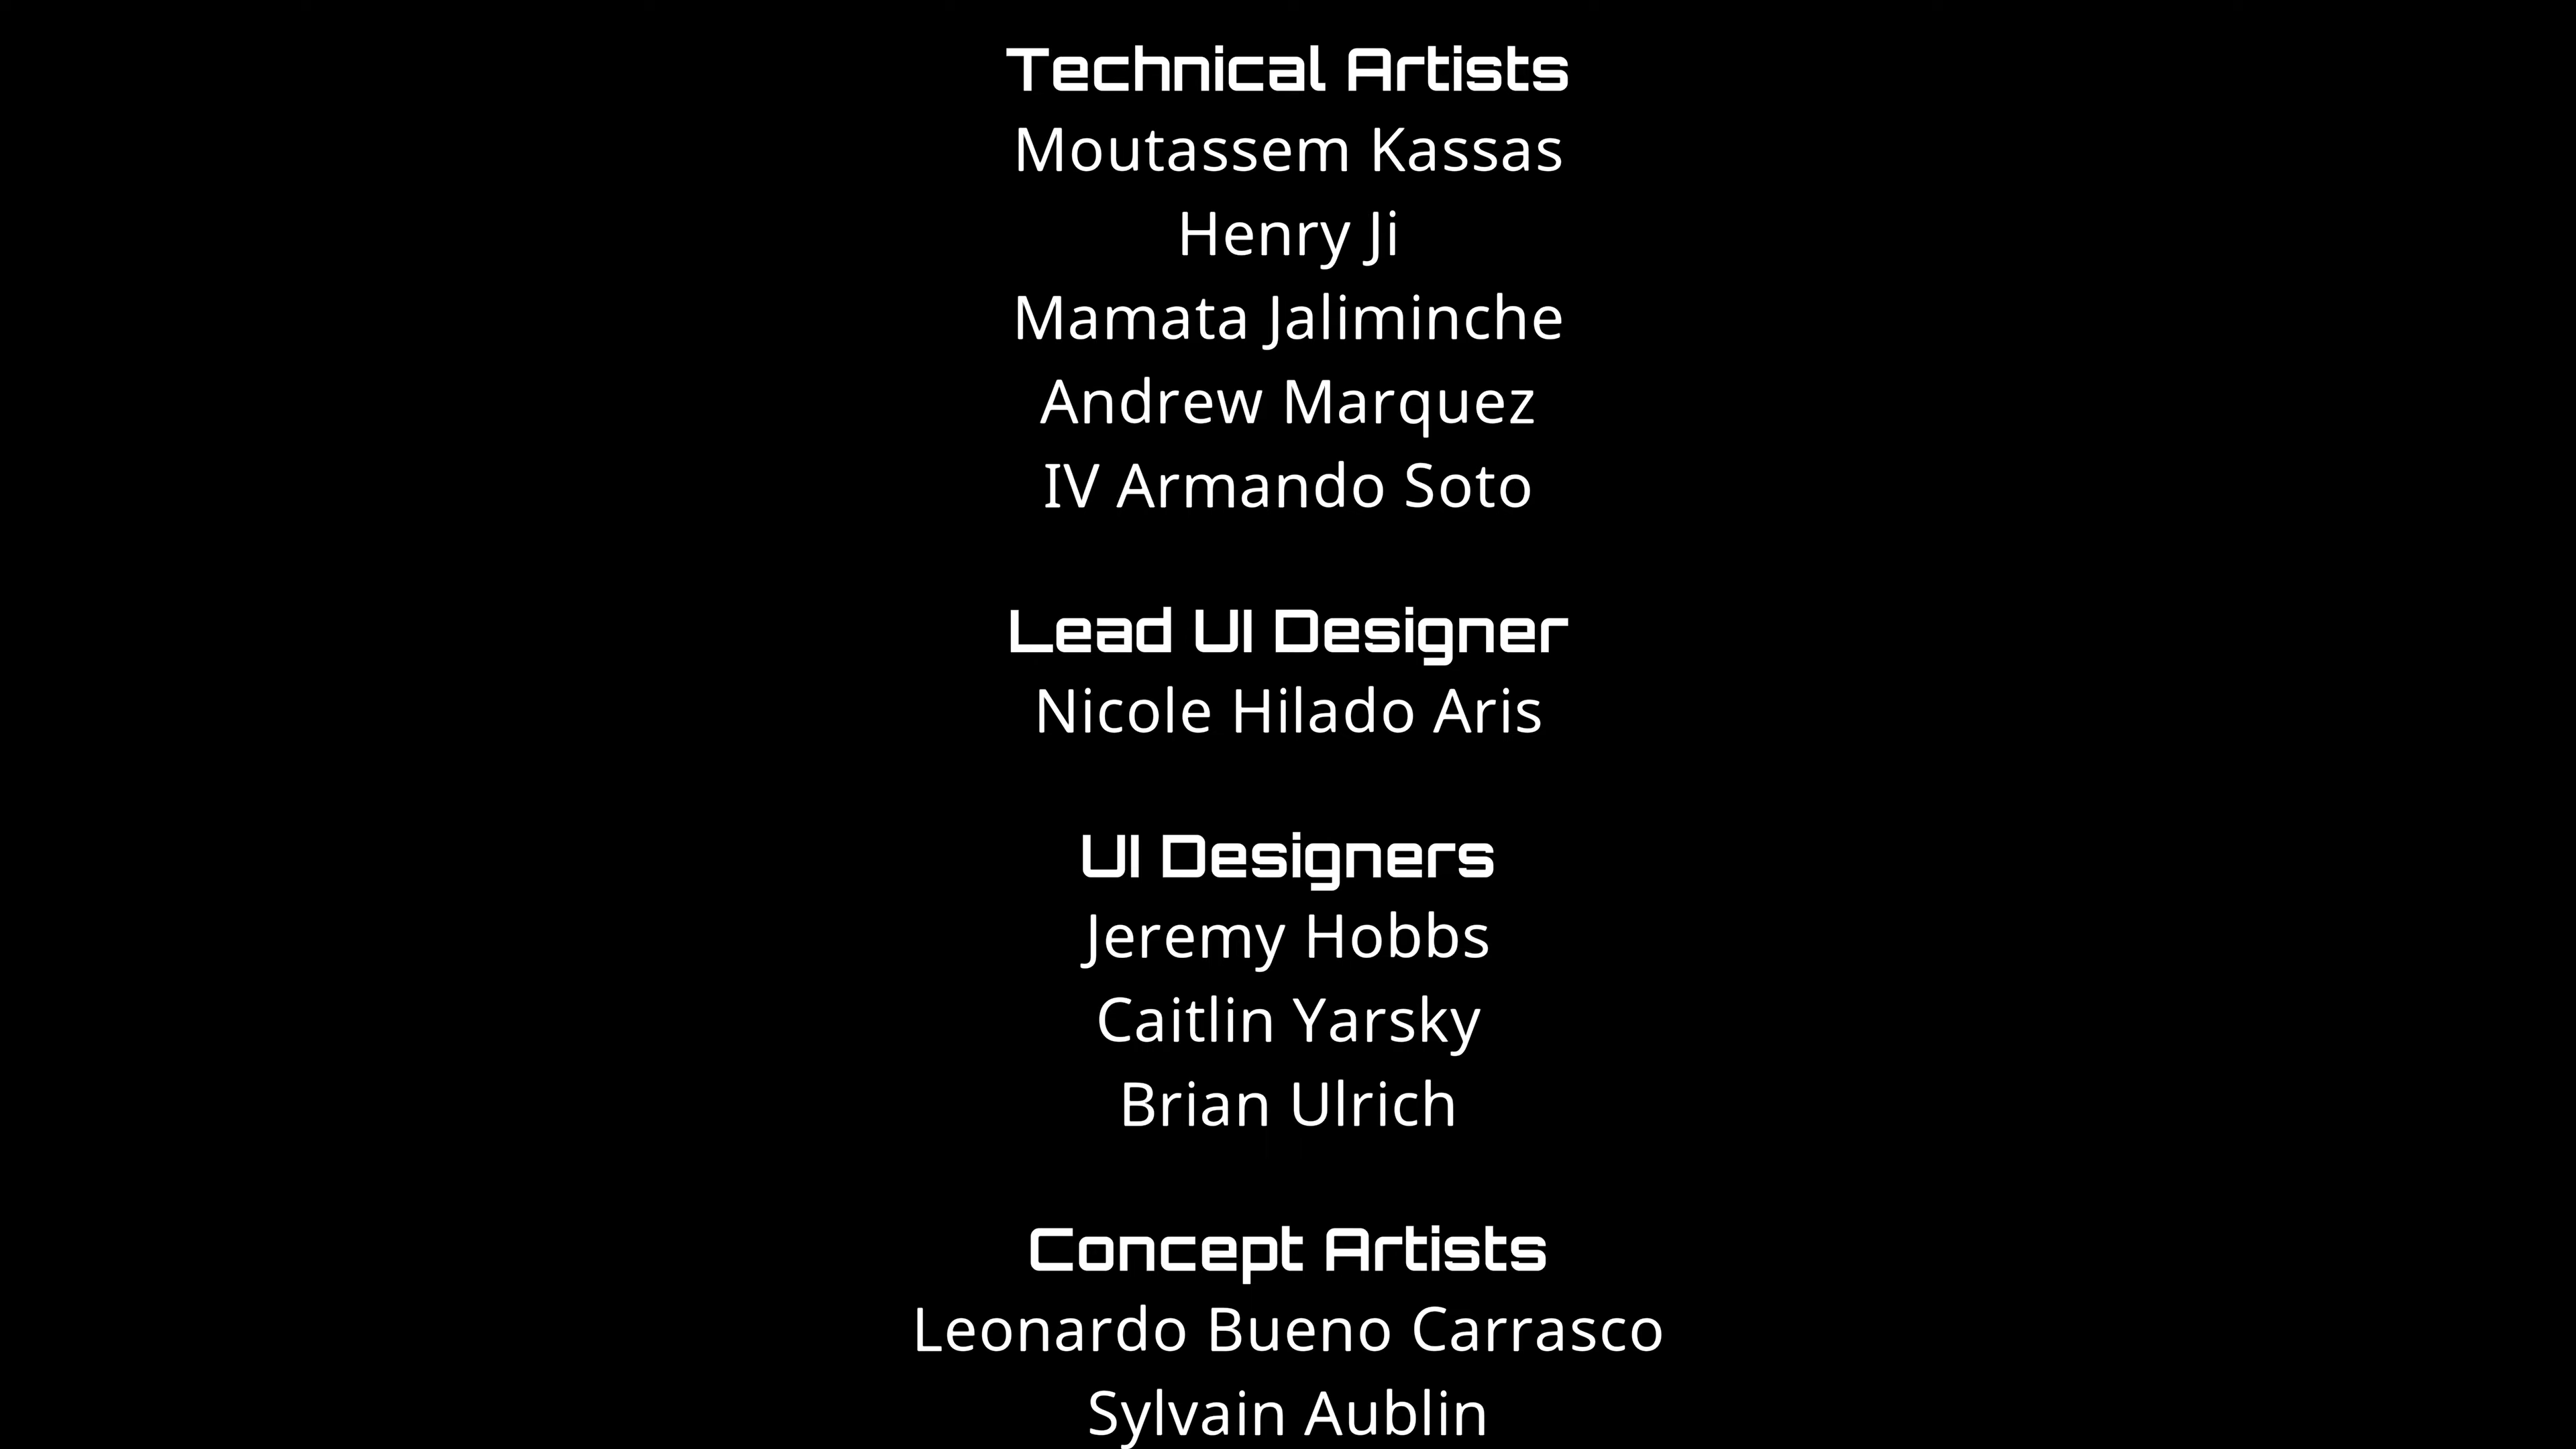 Technical Artists
Moutassem Kassas
Henry Ji
Mamata Jaliminche
Andrew Marquez
IV Armando Soto
Lead UI Designer
Nicole Hilado Aris
UI Designers
Jeremy Hobbs
Caitlin Yarsky
Brian Ulrich
Concept Artists
Leonardo Bueno Carrasco
Sylvain Aublin